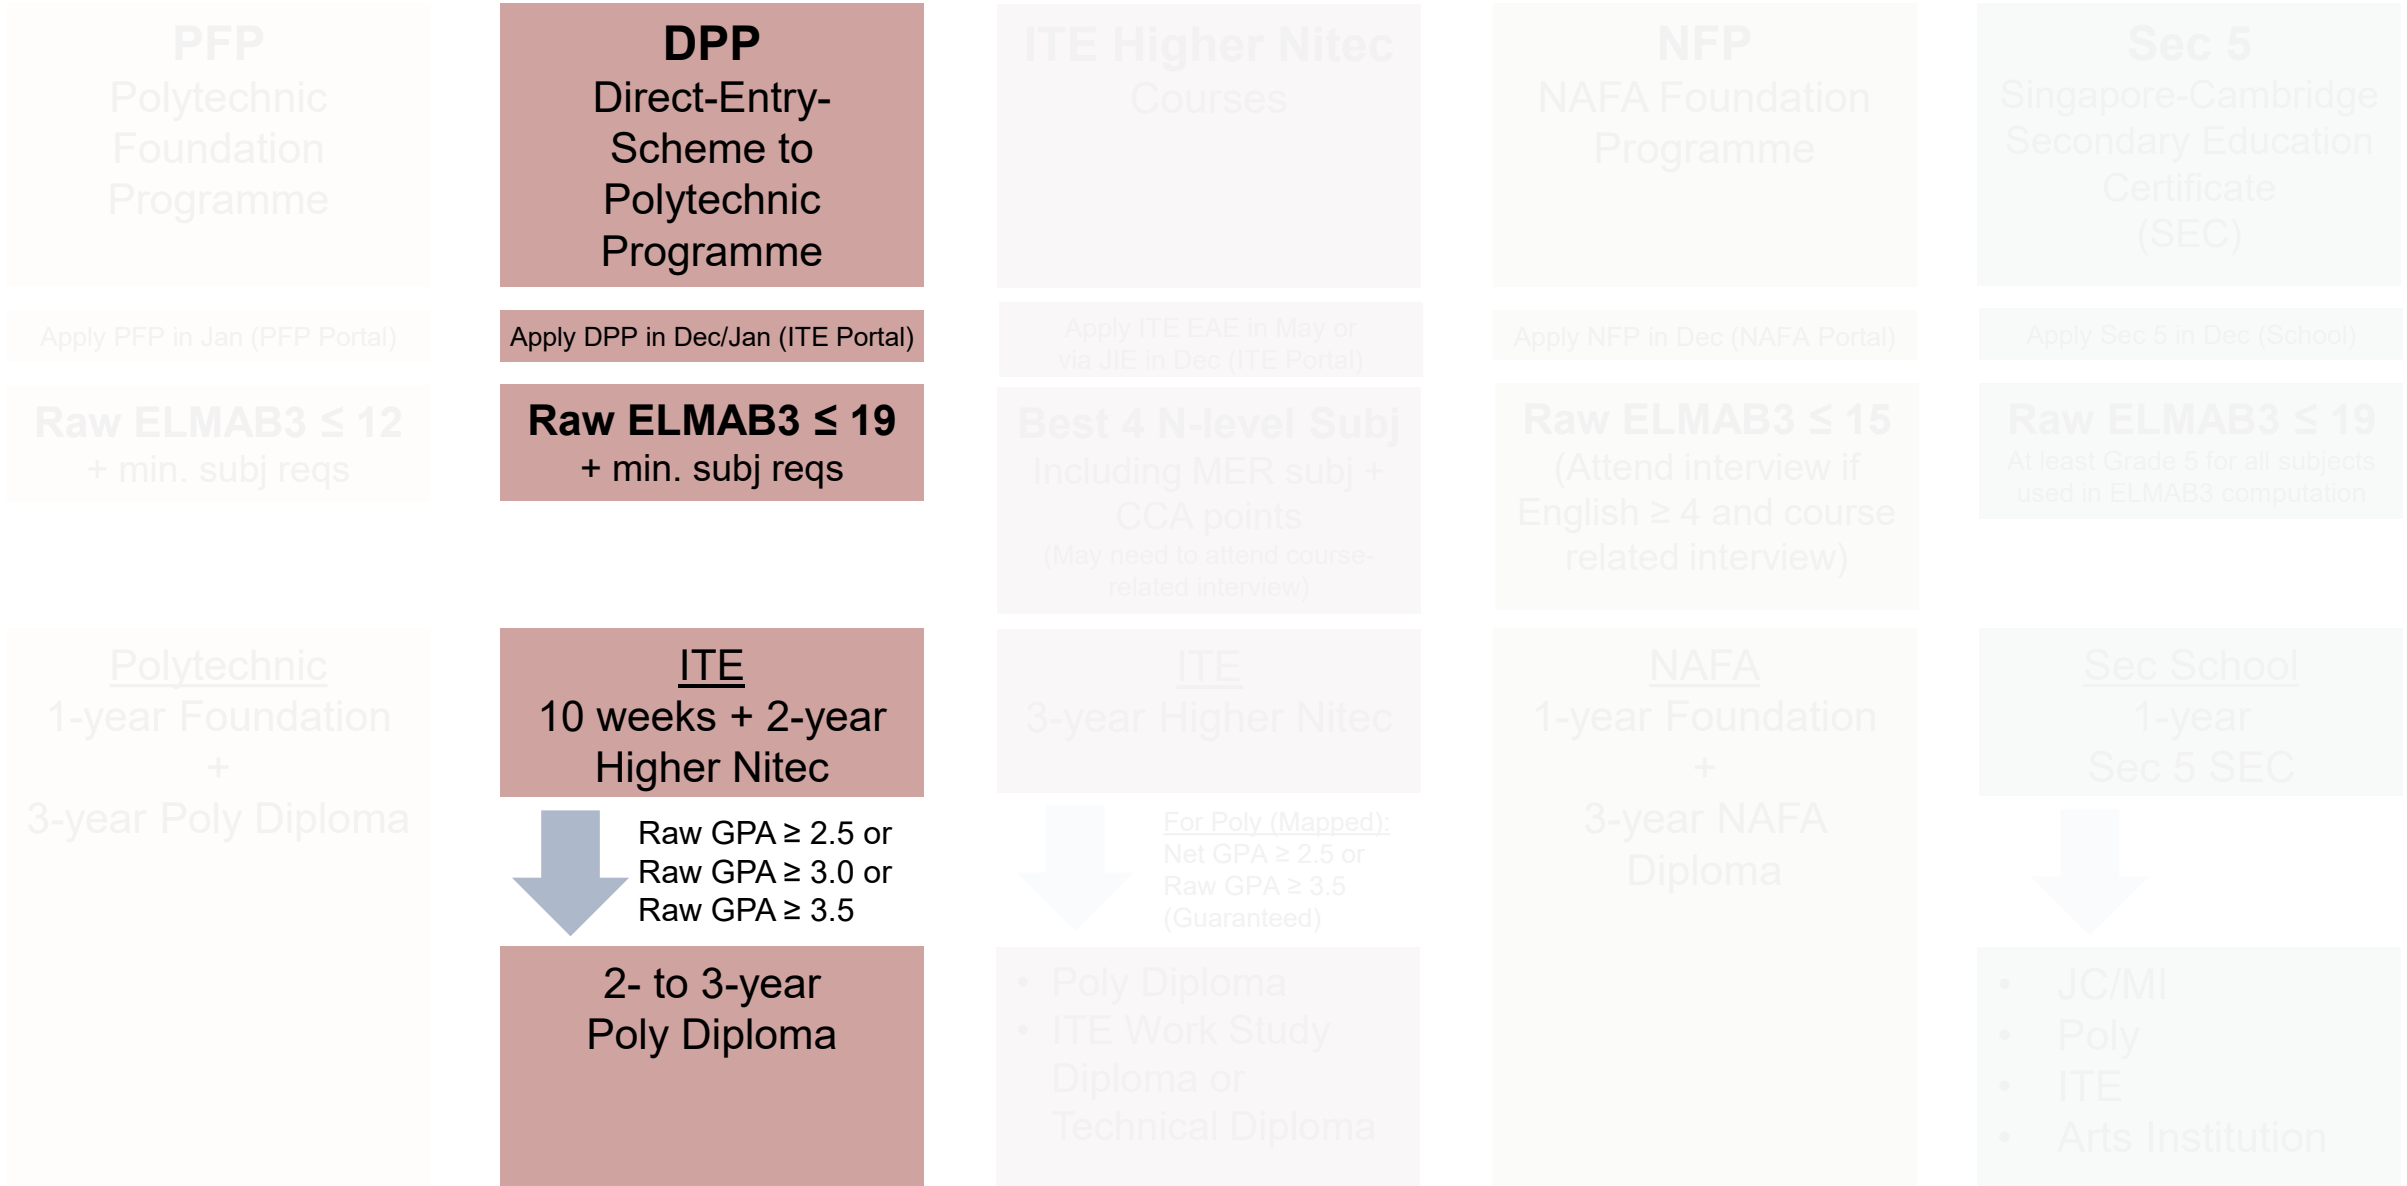 PFP
Polytechnic
Foundation
Programme
Apply PFP in Jan (PFP Portal)
Raw ELMAB3 ≤ 12
+ min. subj reqs
Polytechnic
1-year Foundation
+
3-year Poly Diploma
DPP
Direct-Entry-
Scheme to
Polytechnic
Programme
Apply DPP in Dec/Jan (ITE Portal)
Raw ELMAB3 ≤ 19
+ min. subj reqs
ITE
10 weeks + 2-year
Higher Nitec
Raw GPA ≥ 2.5 or
Raw GPA ≥ 3.0 or
Raw GPA ≥ 3.5
2- to 3-year
Poly Diploma
ITE Higher Nitec
Courses
Apply ITE EAE in May or
via JIE in Dec (ITE Portal)
Best 4 N-level Subj
Including MER subj +
CCA points
(May need to attend course-
related interview)
ITE
3-year Higher Nitec
For Poly (Mapped):
Net GPA ≥ 2.5 or
Raw GPA ≥ 3.5
(Guaranteed)
• Poly Diploma
• ITE Work Study
Diploma or
Technical Diploma
NFP
NAFA Foundation
Programme
Apply NFP in Dec (NAFA Portal)
Raw ELMAB3 ≤ 15
(Attend interview if
English ≥ 4 and course
related interview)
NAFA
1-year Foundation
+
3-year NAFA
Diploma
Sec 5
Singapore-Cambridge
Secondary Education
Certificate
(SEC)
Apply Sec 5 in Dec (School)
Raw ELMAB3 ≤ 19
At least Grade 5 for all subjects
used in ELMAB3 computation
Sec School
1-year
Sec 5 SEC
• JC/MI
• Poly
• ITE
• Arts Institution